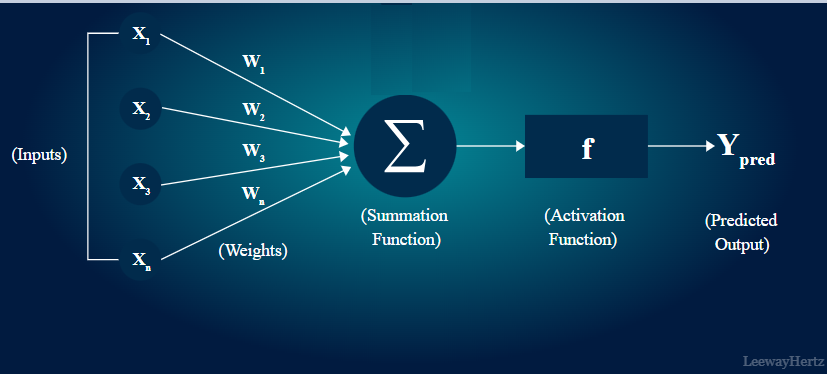 (Inputs)
X1
X2
X3
Xn
W1
W2
W3
Wn
(Weights)
Σ
(Summation
Function)
f
(Activation
Function)
Ypred
(Predicted
Output)
LeewayHertz